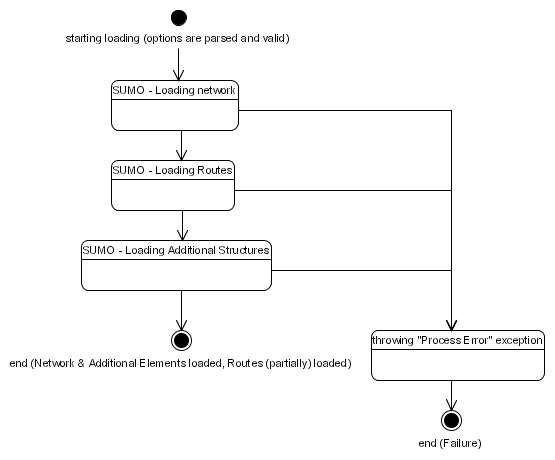 starting loading (options are parsed and valid)
SUMO - Loading network
SUMO - Loading Routes
SUMO - Loading Additional Structures
end (Network & Additional Elements loaded, Routes (partially) loaded)
throwing "Process Error" exception
end (Failure)